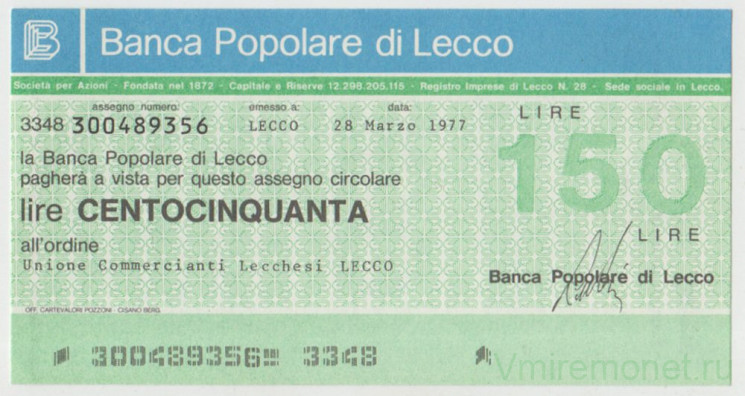 Banca Popolare di Lecco
Società per Azioni - Fondata nel 1872 - Capitale e Riserve 12.298.205.115 - Registro Imprese di Lecco N. 28 - Sede sociale in Lecco.
assegno numero: emesso a: data:
3348 300489356 LECCO 28 Marzo 1977
LIRE
150
LIRE
la Banca Popolare di Lecco
pagherà a vista per questo assegno circolare
lire CENTOCINQUANTA
all'ordine
Unione Commercianti Lecchesi LECCO
Banca Popolare di Lecco
OFF. CARTEVALORI POZZONI - CISANO BERG.
300489356 3348
Vmiremonet.ru